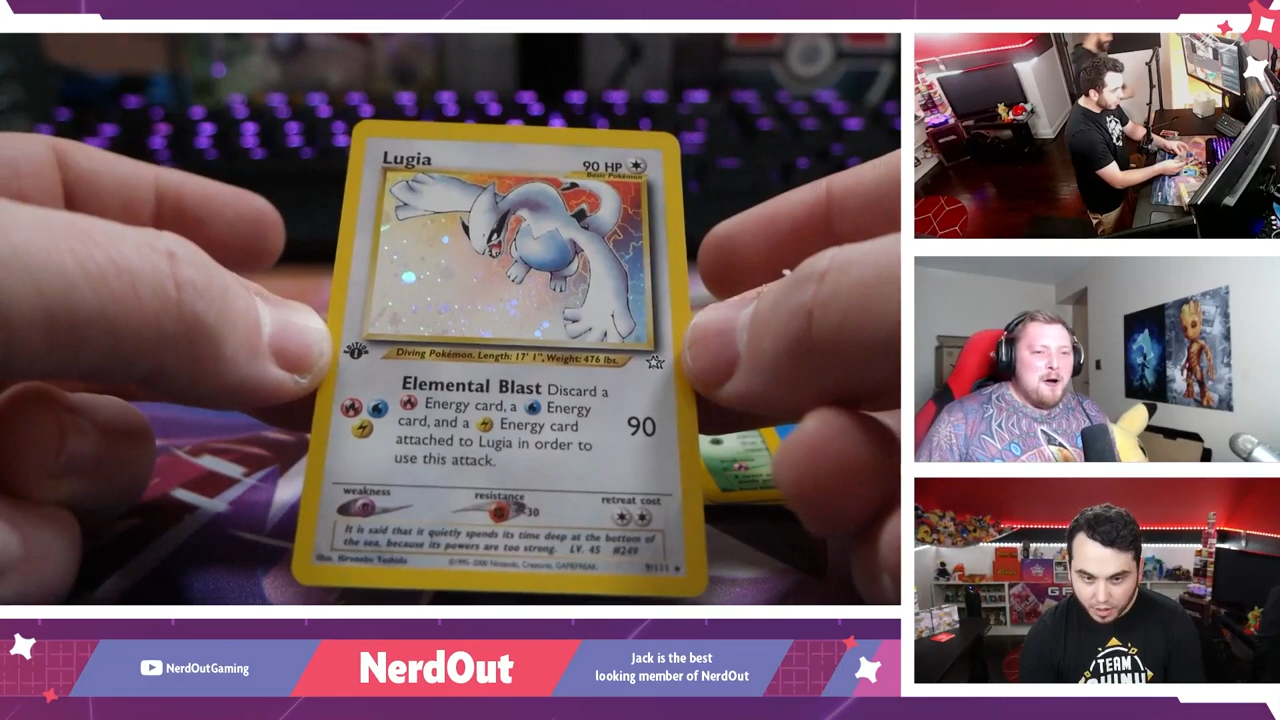 Lugia
90 HP
Basic Pokémon
EDITION
1
Diving Pokémon. Length: 17' 1", Weight: 476 lbs.
Elemental Blast Discard a
Energy card, a Energy
card, and a Energy card
attached to Lugia in order to
use this attack.
90
weakness
resistance
-30
retreat cost
It is said that it quietly spends its time deep at the bottom of
the sea, because its powers are too strong. LV. 45 #249
Illus. Hironobu Yoshida
©1995-2000 Nintendo, Creatures, GAMEFREAK.
9/111
NerdOutGaming
NerdOut
Jack is the best
looking member of NerdOut
TEAM